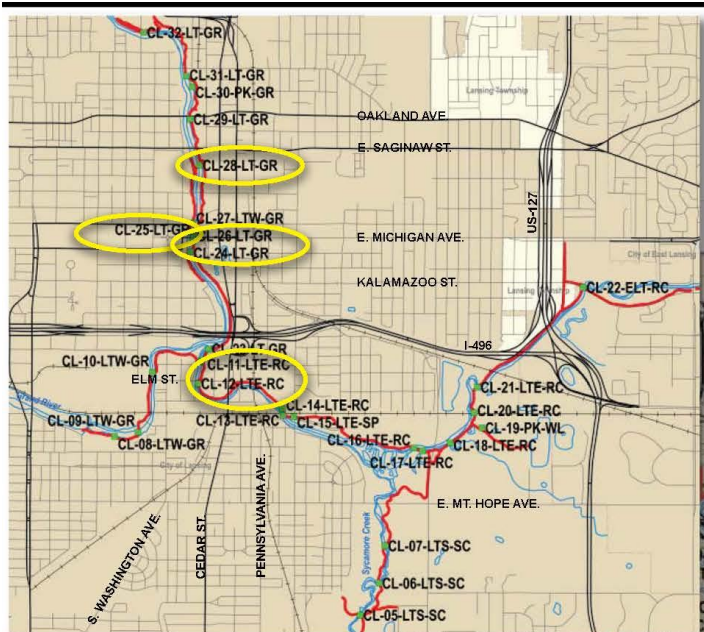 CL-32-LT-GR
CL-31-LT-GR
CL-30-PK-GR
Lansing Township
CL-29-LT-GR
OAKLAND AVE
E. SAGINAW ST.
CL-28-LT-GR
CL-27-LTW-GR
CL-25-LT-GR
CL-26-LT-GR
E. MICHIGAN AVE.
US-127
CL-24-LT-GR
City of East Lansing
KALAMAZOO ST.
Lansing Township
CL-22-ELT-RC
I-496
CL-10-LTW-GR
CL-11-LTE-RC
ELM ST.
CL-12-LTE-RC
CL-21-LTE-RC
Grand River
CL-14-LTE-RC
CL-20-LTE-RC
CL-09-LTW-GR
CL-13-LTE-RC
CL-15-LTE-SP
CL-19-PK-WL
CL-08-LTW-GR
CL-16-LTE-RC
CL-18-LTE-RC
CL-17-LTE-RC
City of Lansing
E. MT. HOPE AVE.
S. WASHINGTON AVE.
CEDAR ST.
PENNSYLVANIA AVE.
Sycamore Creek
CL-07-LTS-SC
CL-06-LTS-SC
CL-05-LTS-SC